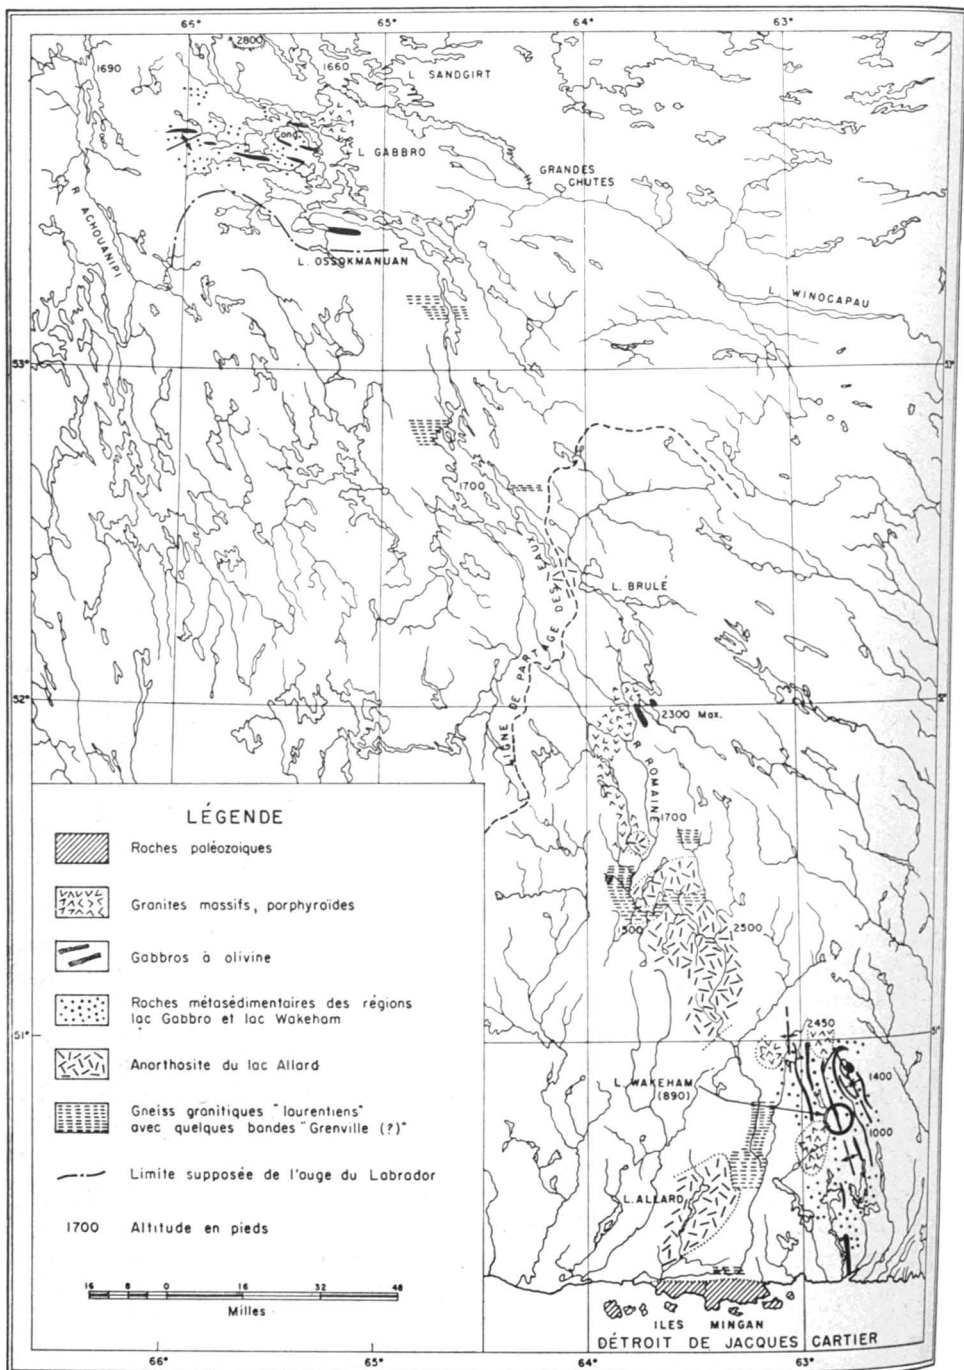 66° 65° 64° 63°
2800
1690
1660
L. SANDGIRT
Cong.
L. GABBRO
GRANDES
CHUTES
R. ACHOUANIPI
L. OSSOKMANUAN
L. WINOCAPAU
53°
1700
LIGNE DE PARTAGE DES EAUX
L. BRULÉ
52°
2300 Max.
R. ROMAINE
1700
1500
2500
LÉGENDE
Roches paléozoiques
Granites massifs, porphyroïdes
Gabbros à olivine
Roches métasédimentaires des régions
lac Gabbro et lac Wakeham
Anorthosite du lac Allard
Gneiss granitiques "laurentiens"
avec quelques bandes "Grenville (?)"
Limite supposée de l'auge du Labrador
1700 Altitude en pieds
16 8 0 16 32 48
Milles
51°
2450
1400
L. WAKEHAM
(890)
1000
L. ALLARD
ILES MINGAN
DÉTROIT DE JACQUES CARTIER
66° 65° 64° 63°